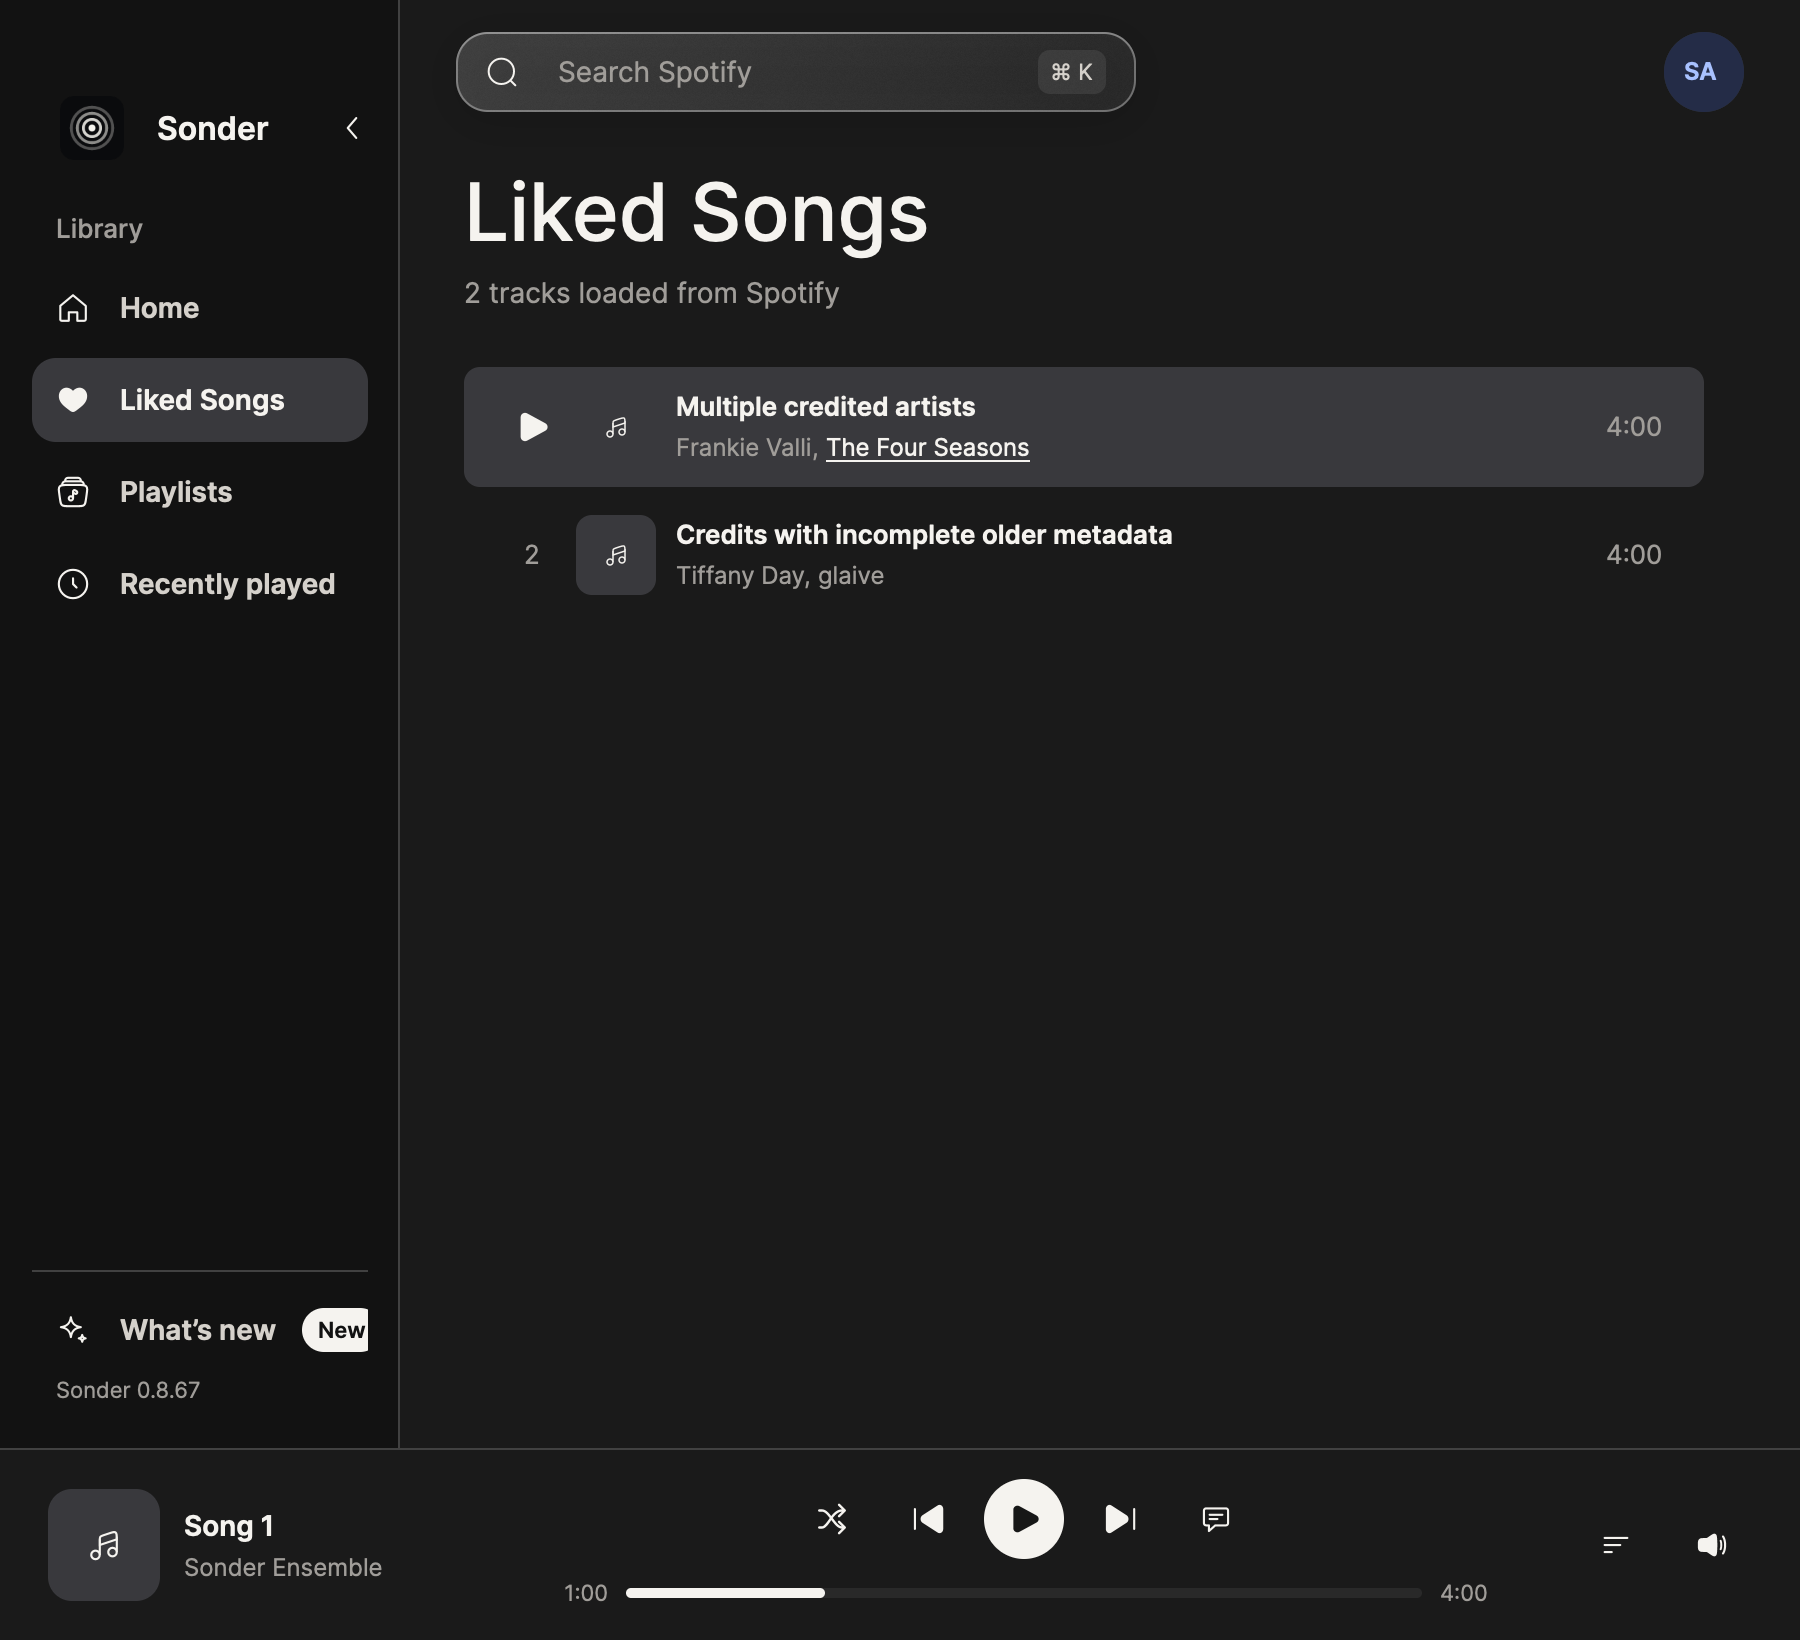 Sonder
Library
Home
Liked Songs
Playlists
Recently played
What’s new
New
Sonder 0.8.67
Search Spotify
⌘ K
SA
Liked Songs
2 tracks loaded from Spotify
Multiple credited artists
Frankie Valli, The Four Seasons
4:00
2
Credits with incomplete older metadata
Tiffany Day, glaive
4:00
Song 1
Sonder Ensemble
1:00
4:00